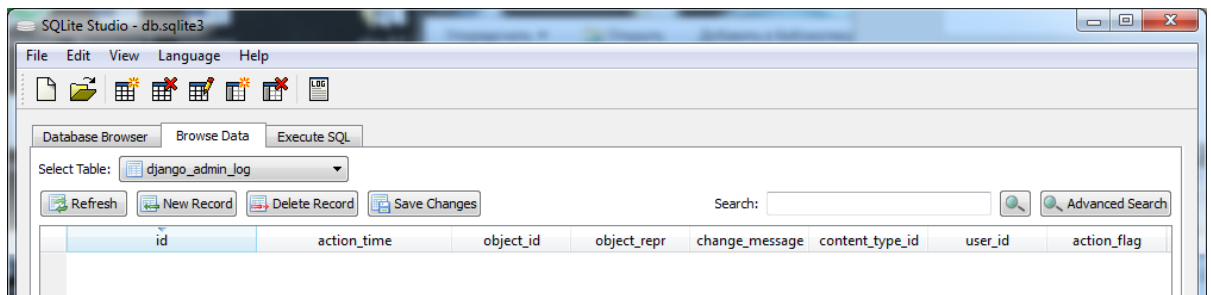 SQLite Studio - db.sqlite3
File Edit View Language Help
LOG
Database Browser Browse Data Execute SQL
Select Table: django_admin_log
Refresh New Record Delete Record Save Changes Search: Advanced Search
id action_time object_id object_repr change_message content_type_id user_id action_flag